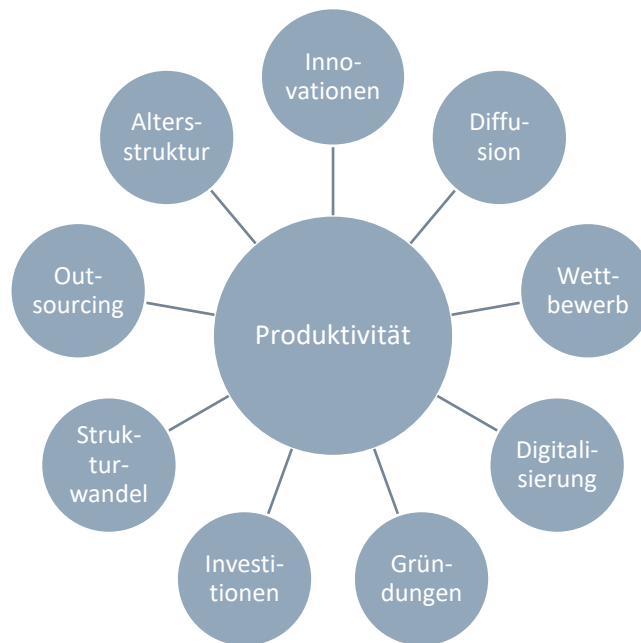 Inno-
vationen
Diffu-
sion
Wett-
bewerb
Digitali-
sierung
Grün-
dungen
Investi-
tionen
Struk-
tur-
wandel
Out-
sourcing
Alters-
struktur
Produktivität